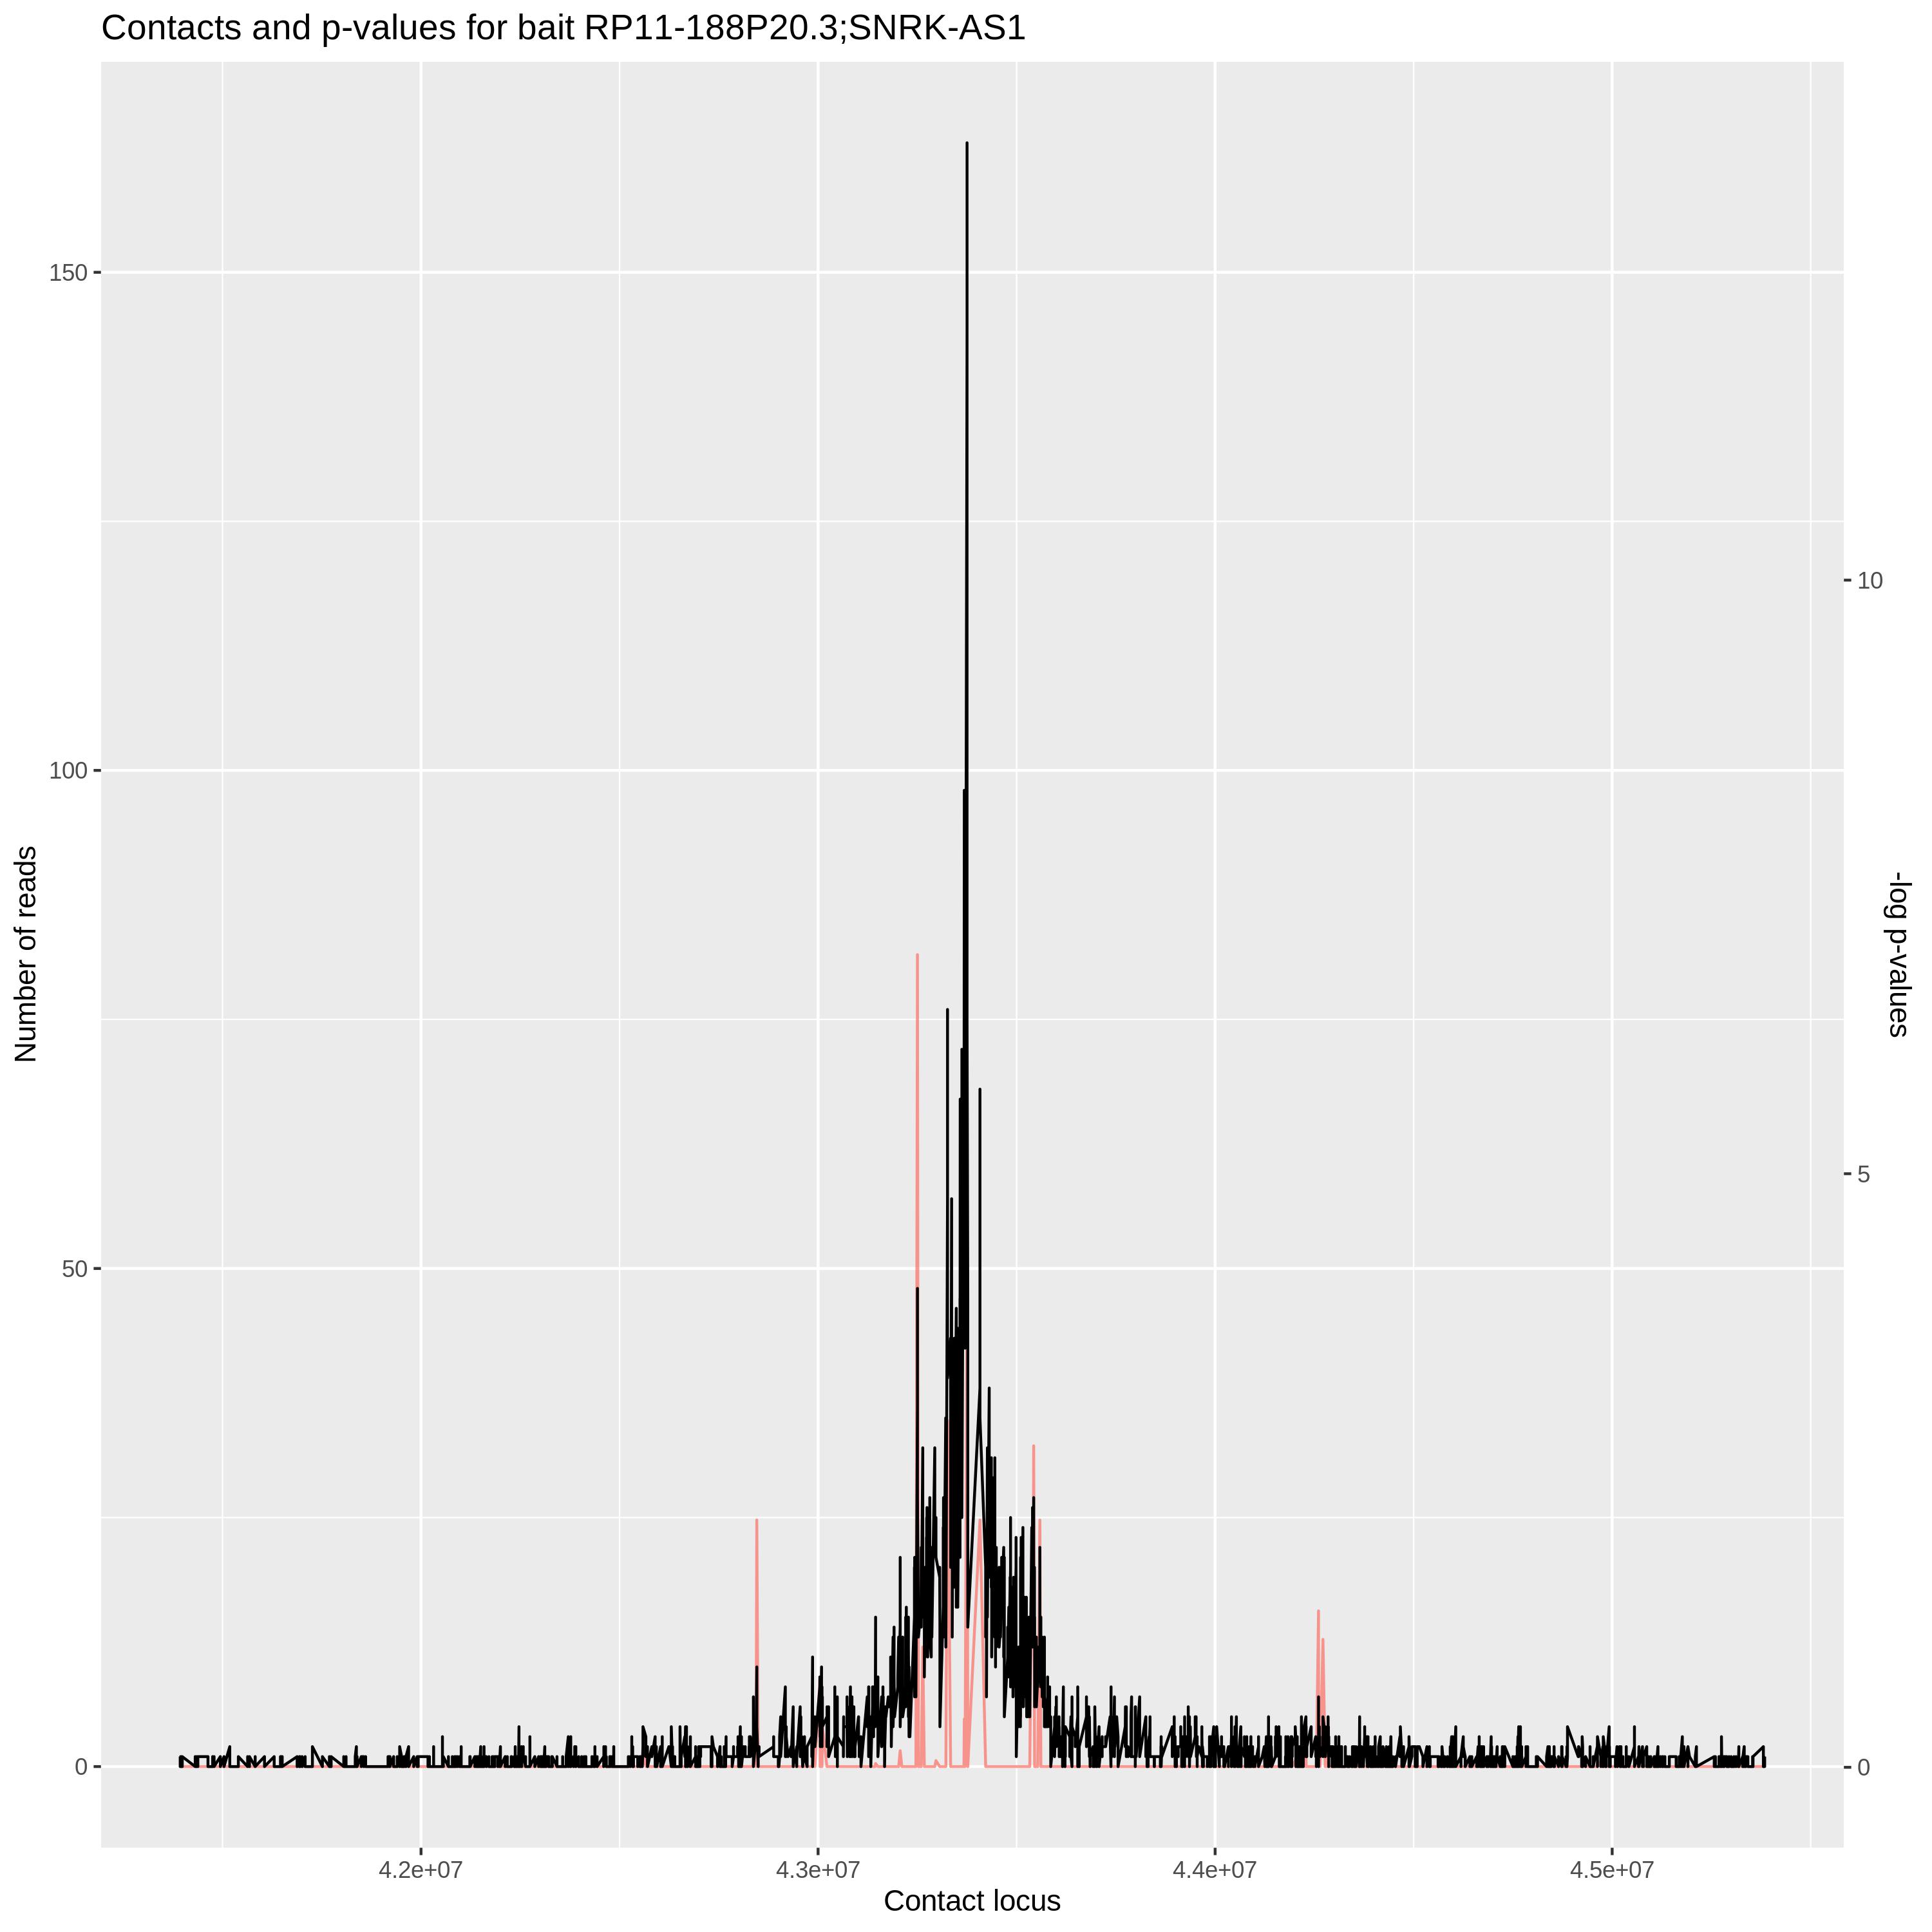 Contacts and p-values for bait RP11-188P20.3;SNRK-AS1
150
100
50
0
Number of reads
10
5
0
-log p-values
4.2e+07
4.3e+07
4.4e+07
4.5e+07
Contact locus